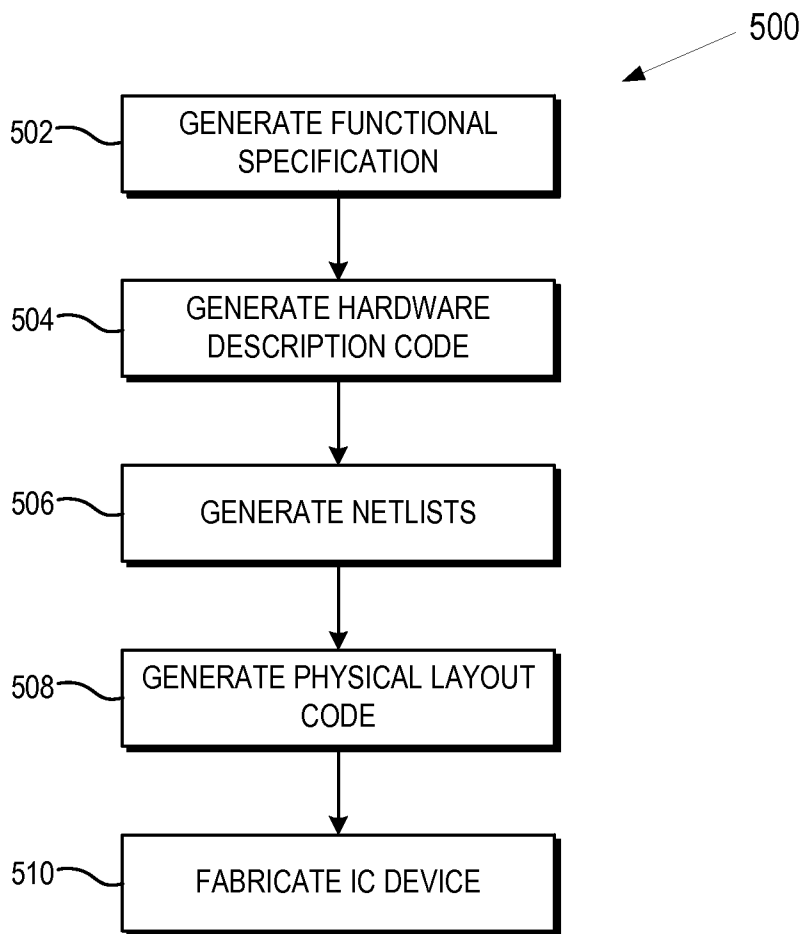 500
502
GENERATE FUNCTIONAL
SPECIFICATION
504
GENERATE HARDWARE
DESCRIPTION CODE
506
GENERATE NETLISTS
508
GENERATE PHYSICAL LAYOUT
CODE
510
FABRICATE IC DEVICE